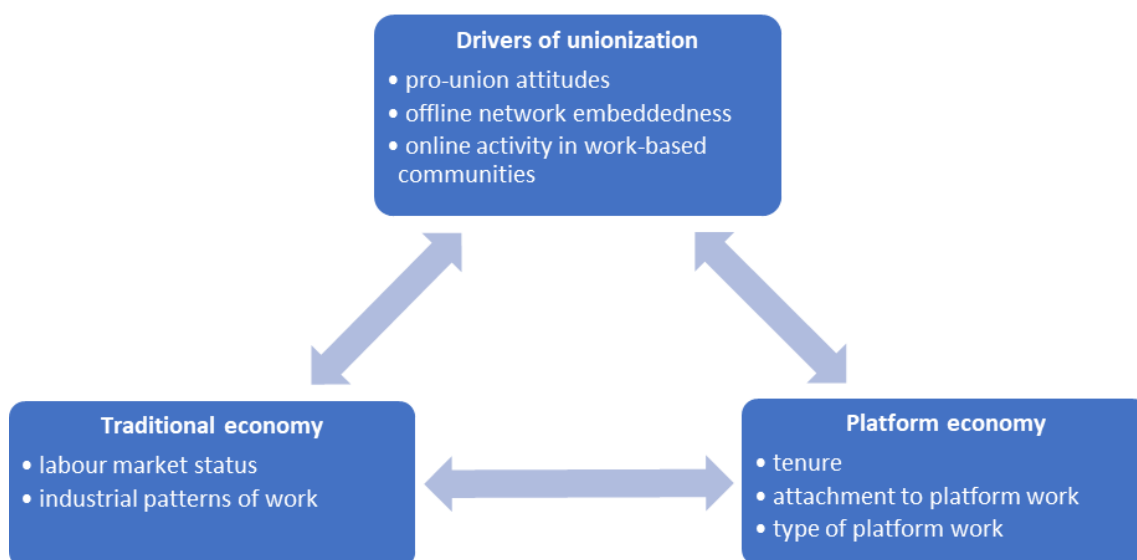 Drivers of unionization
• pro-union attitudes
• offline network embeddedness
• online activity in work-based
communities
Traditional economy
• labour market status
• industrial patterns of work
Platform economy
• tenure
• attachment to platform work
• type of platform work